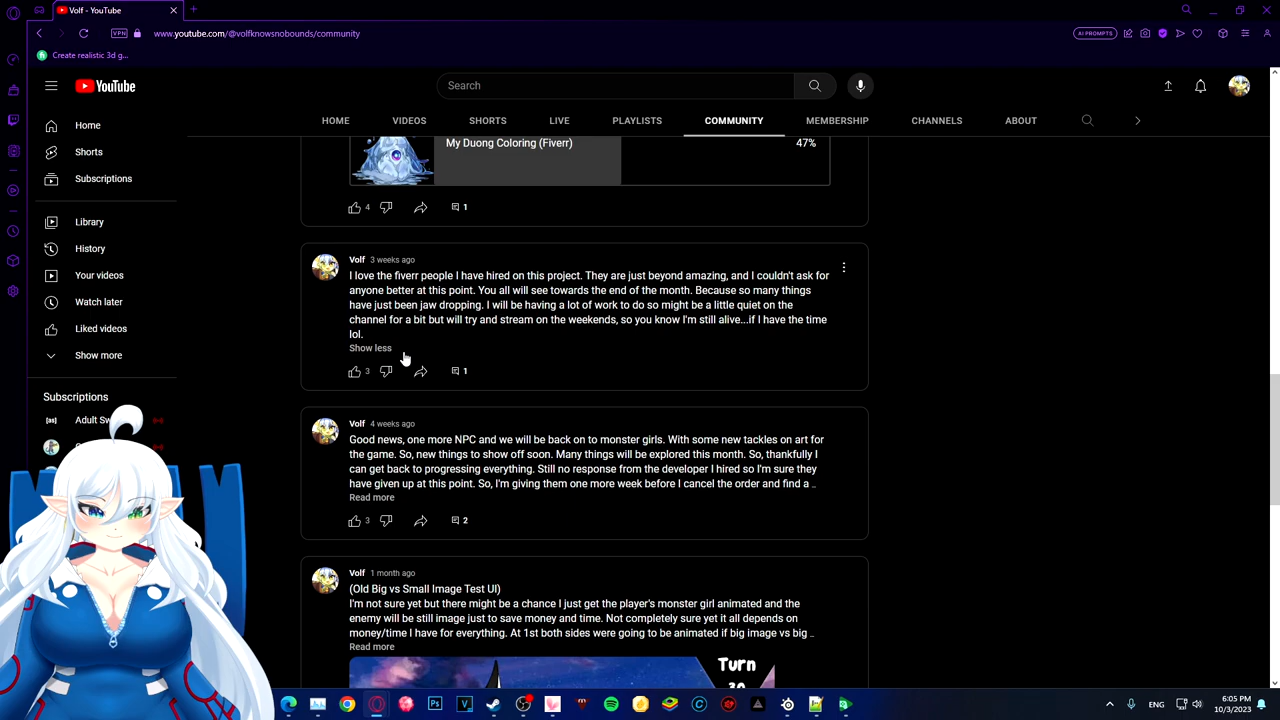 Volf - YouTube
VPN
www.youtube.com/@volfknowsnobounds/community
AI PROMPTS
Create realistic 3d g...
YouTube
Search
HOME
VIDEOS
SHORTS
LIVE
PLAYLISTS
COMMUNITY
MEMBERSHIP
CHANNELS
ABOUT
Home
Shorts
Subscriptions
Library
History
Your videos
Watch later
Liked videos
Show more
Subscriptions
Adult Sw
My Duong Coloring (Fiverr)
47%
4
1
Volf 3 weeks ago
I love the fiverr people I have hired on this project. They are just beyond amazing, and I couldn't ask for
anyone better at this point. You all will see towards the end of the month. Because so many things
have just been jaw dropping. I will be having a lot of work to do so might be a little quiet on the
channel for a bit but will try and stream on the weekends, so you know I'm still alive...if I have the time
lol.
Show less
3
1
Volf 4 weeks ago
Good news, one more NPC and we will be back on to monster girls. With some new tackles on art for
the game. So, new things to show off soon. Many things will be explored this month. So, thankfully I
can get back to progressing everything. Still no response from the developer I hired so I'm sure they
have given up at this point. So, I'm giving them one more week before I cancel the order and find a ..
Read more
3
2
Volf 1 month ago
(Old Big vs Small Image Test UI)
I'm not sure yet but there might be a chance I just get the player's monster girl animated and the
enemy will be still image just to save money and time. Not completely sure yet it all depends on
money/time I have for everything. At 1st both sides were going to be animated if big image vs big ..
Read more
Turn
ENG
6:05 PM
10/3/2023